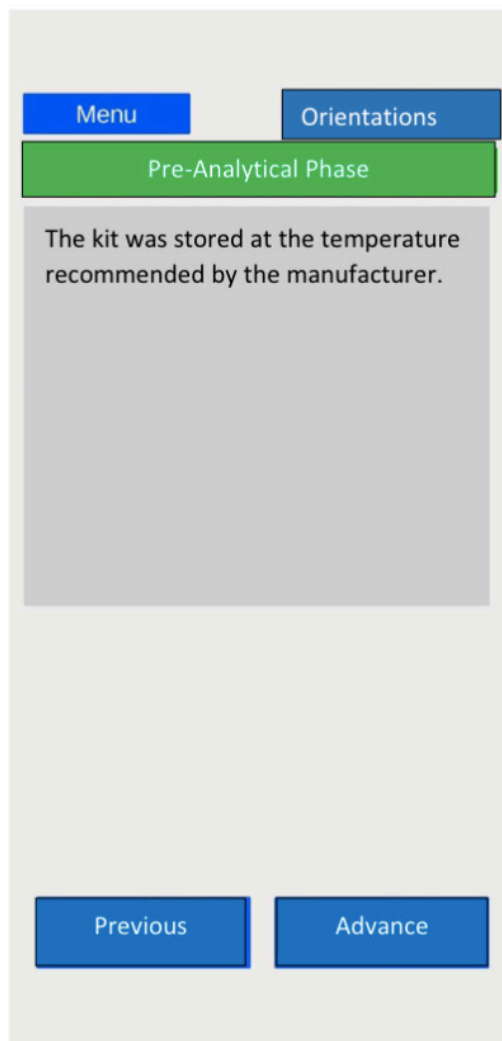 Menu
Orientations
Pre-Analytical Phase
The kit was stored at the temperature
recommended by the manufacturer.
Previous
Advance